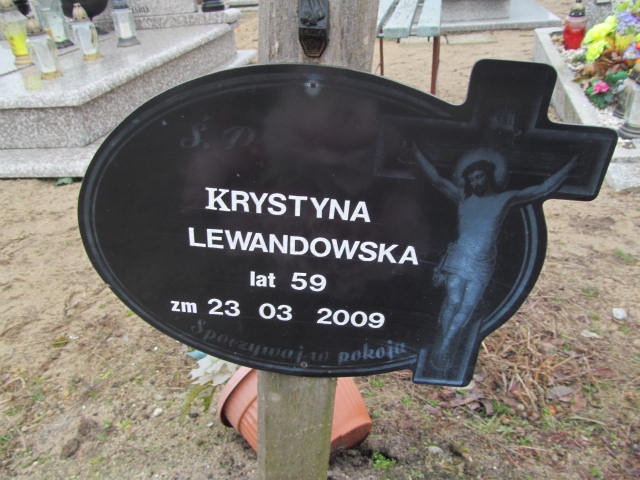 Ś. P.
KRYSTYNA
LEWANDOWSKA
lat 59
zm 23 03 2009
Spoczywaj w pokoju